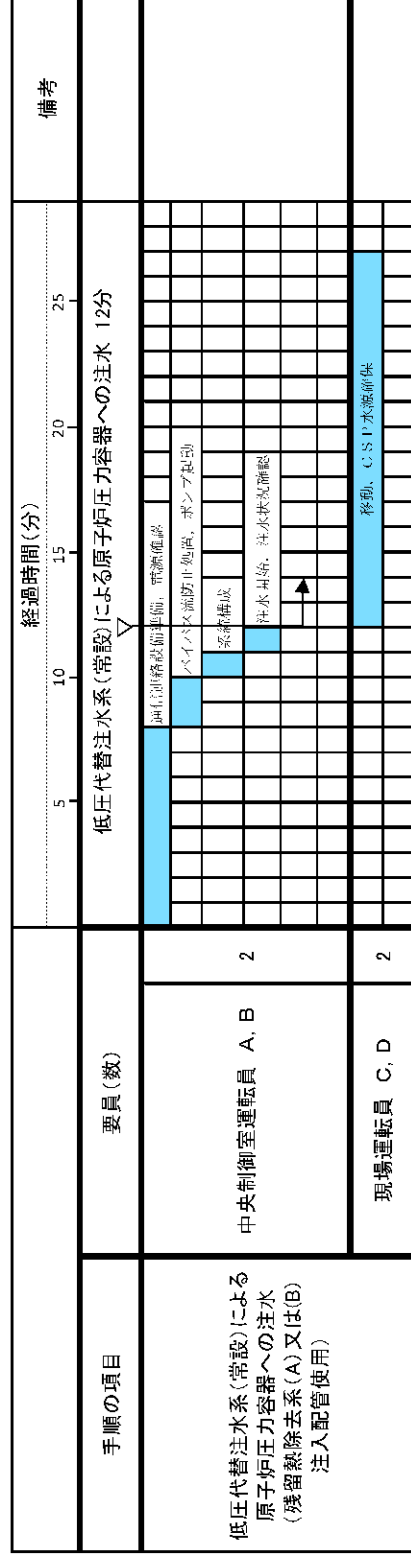 経過時間(分)
備考
5
10
15
20
25
手順の項目
要員(数)
低圧代替注水系(常設)による原子炉圧力容器への注水 12分
低圧代替注水系(常設)による
原子炉圧力容器への注水
(残留熱除去系(A)又は(B)
注入配管使用)
中央制御室運転員 A, B
2
通信連絡設備準備, 電源確認
バイパス流防止処置, ポンプ起動
系統構成
注水開始, 注水状況確認
現場運転員 C, D
2
移動, CSP水源確保